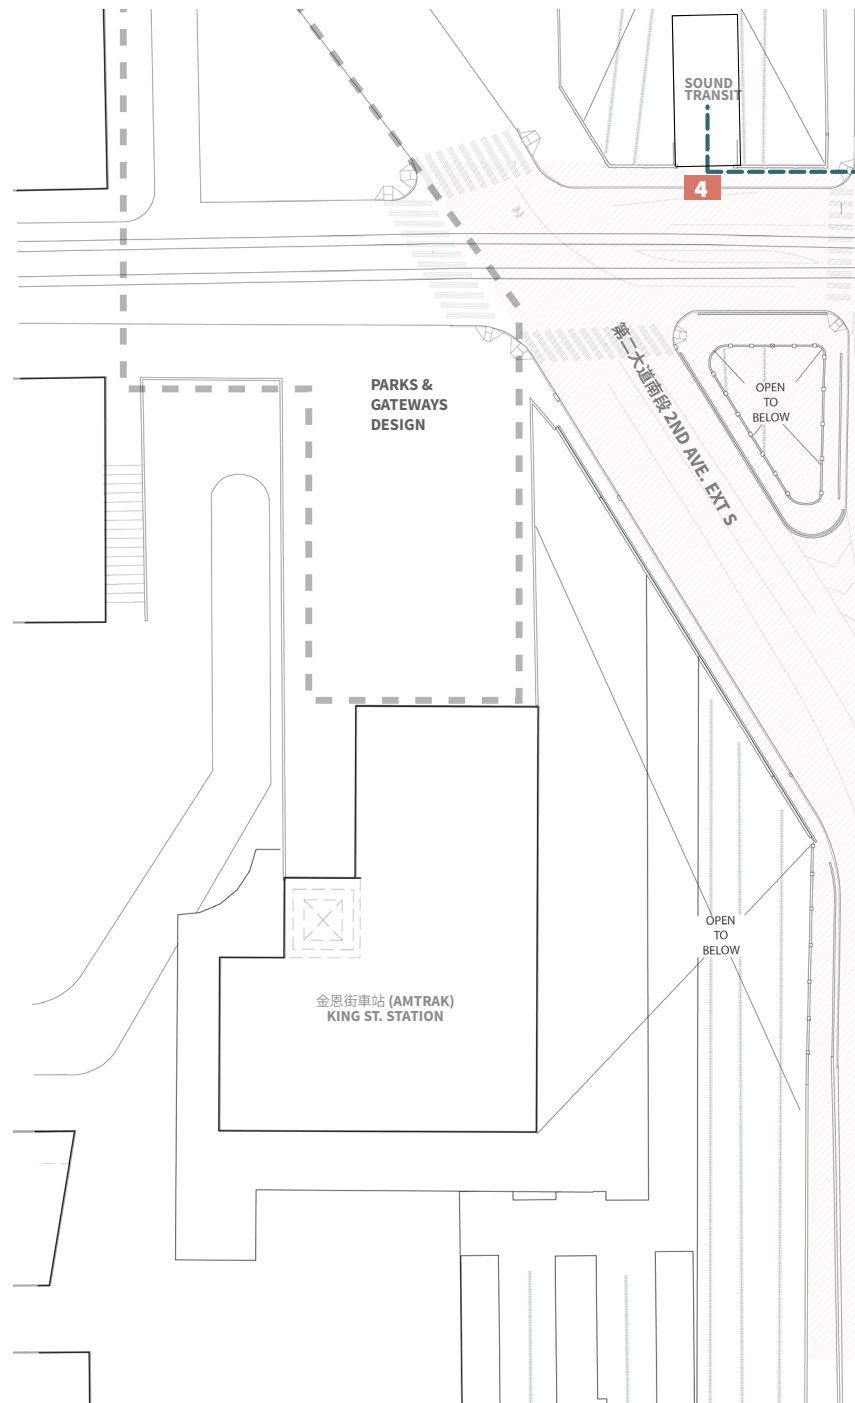 SOUND
TRANSIT
4
第二大道南段 2ND AVE. EXT S
PARKS &
GATEWAYS
DESIGN
OPEN
TO
BELOW
OPEN
TO
BELOW
金恩街車站 (AMTRAK)
KING ST. STATION